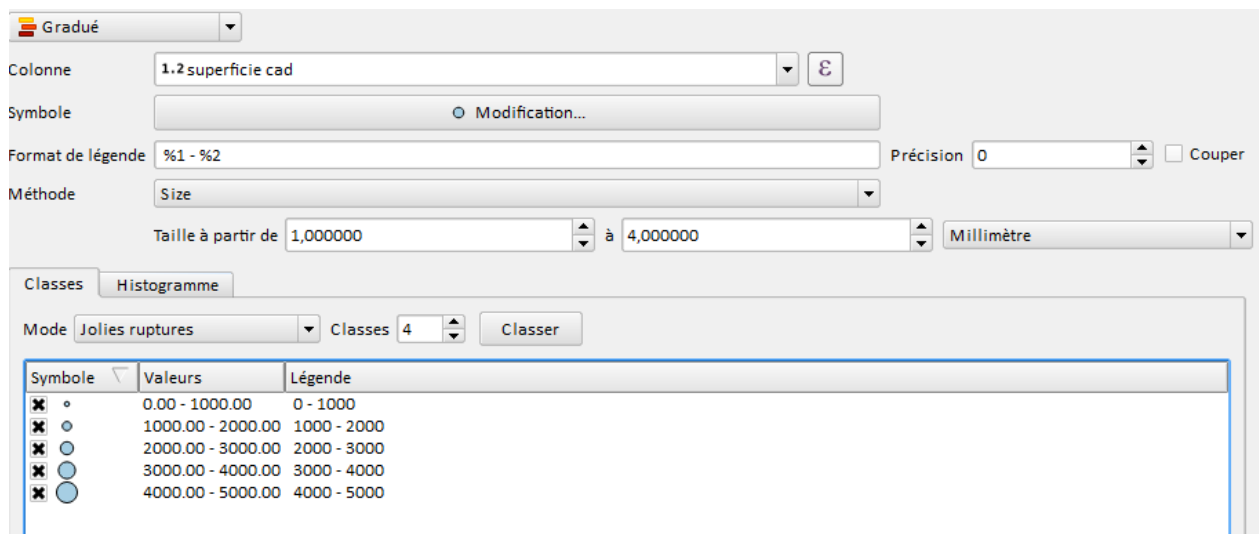 Gradué
Colonne 1.2 superficie cad ε
Symbole Modification...
Format de légende %1 - %2 Précision 0 Couper
Méthode Size
Taille à partir de 1,000000 à 4,000000 Millimètre
Classes Histogramme
Mode Jolies ruptures Classes 4 Classer
Symbole Valeurs Légende
0.00 - 1000.00 0 - 1000
1000.00 - 2000.00 1000 - 2000
2000.00 - 3000.00 2000 - 3000
3000.00 - 4000.00 3000 - 4000
4000.00 - 5000.00 4000 - 5000